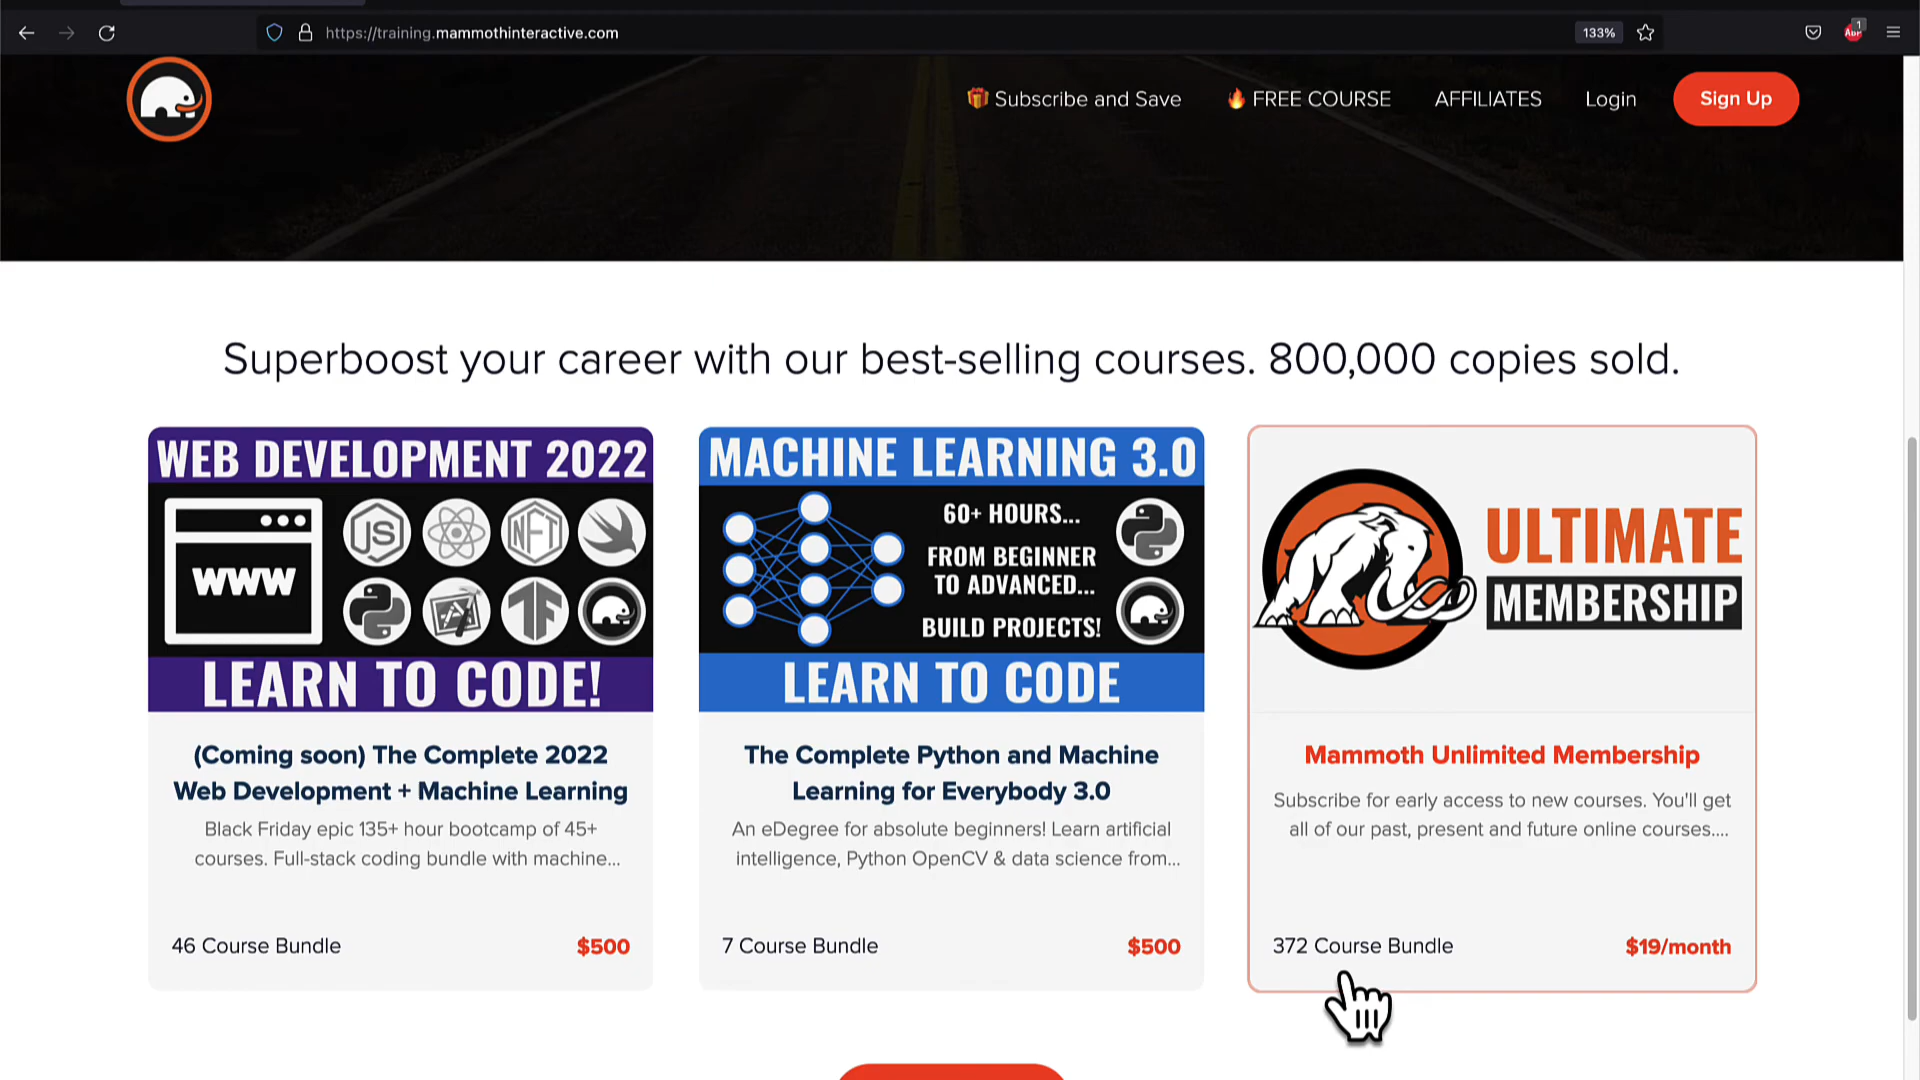 https://training.mammothinteractive.com
133%
1
ABP
🎁 Subscribe and Save
🔥 FREE COURSE
AFFILIATES
Login
Sign Up
Superboost your career with our best-selling courses. 800,000 copies sold.
WEB DEVELOPMENT 2022
WWW
JS
NFT
LEARN TO CODE!
(Coming soon) The Complete 2022
Web Development + Machine Learning
Black Friday epic 135+ hour bootcamp of 45+
courses. Full-stack coding bundle with machine...
46 Course Bundle
$500
MACHINE LEARNING 3.0
60+ HOURS...
FROM BEGINNER
TO ADVANCED...
BUILD PROJECTS!
LEARN TO CODE
The Complete Python and Machine
Learning for Everybody 3.0
An eDegree for absolute beginners! Learn artificial
intelligence, Python OpenCV & data science from...
7 Course Bundle
$500
ULTIMATE
MEMBERSHIP
Mammoth Unlimited Membership
Subscribe for early access to new courses. You'll get
all of our past, present and future online courses....
372 Course Bundle
$19/month